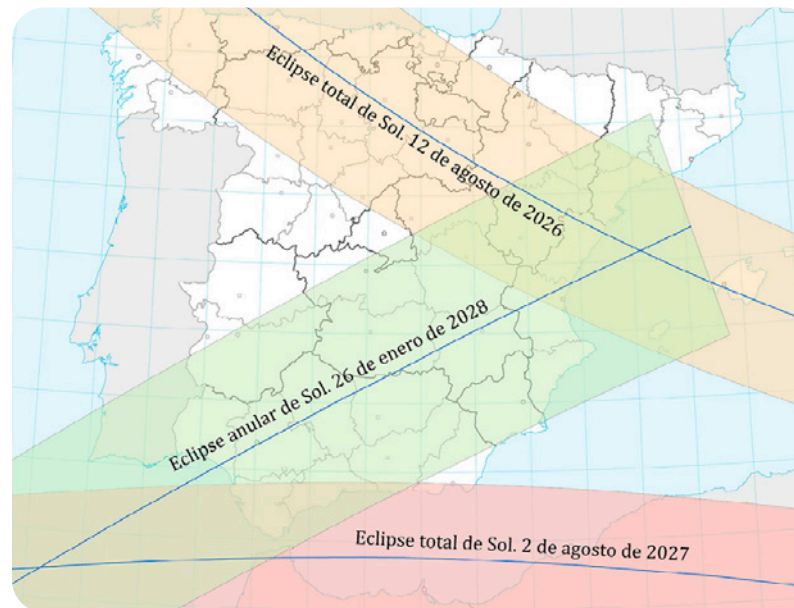 Eclipse total de Sol. 12 de agosto de 2026
Eclipse anular de Sol. 26 de enero de 2028
Eclipse total de Sol. 2 de agosto de 2027